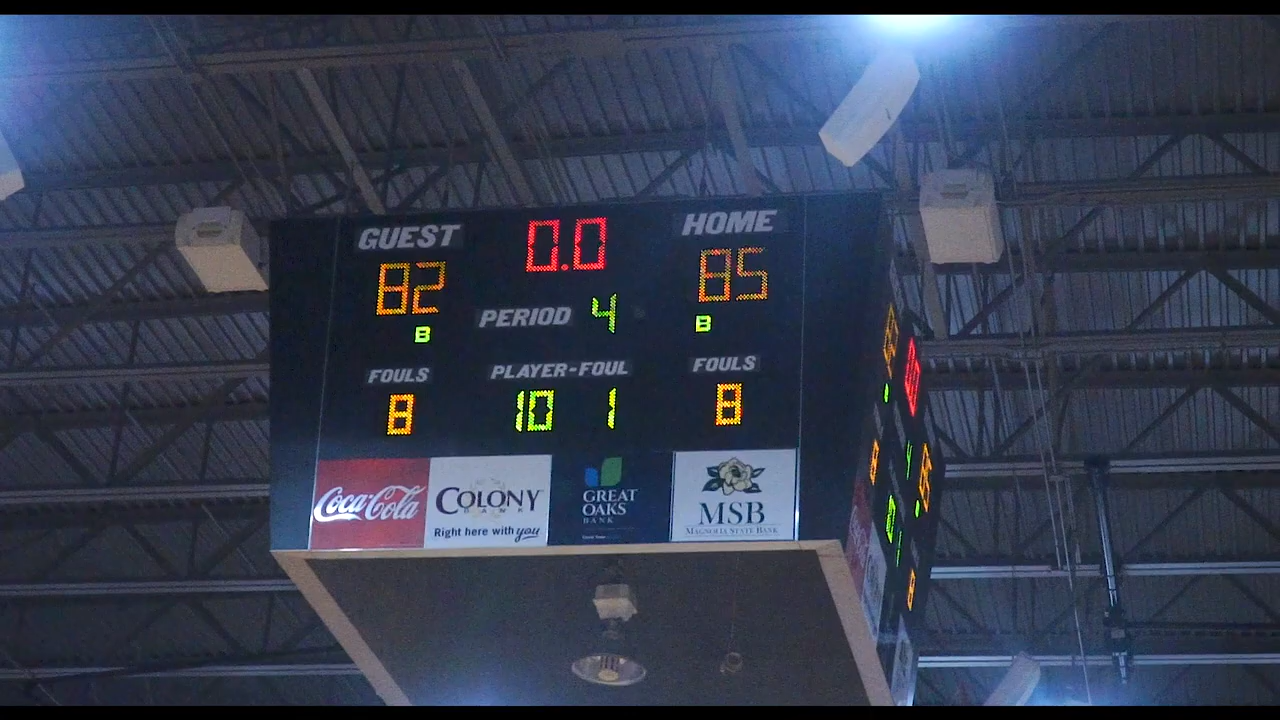 GUEST 0.0 HOME
82 85
PERIOD 4
B B
FOULS PLAYER-FOUL FOULS
8 10 1 8
Coca-Cola
COLONY
BANK
Right here with you
GREAT
OAKS
BANK
MSB
MAGNOLIA STATE BANK